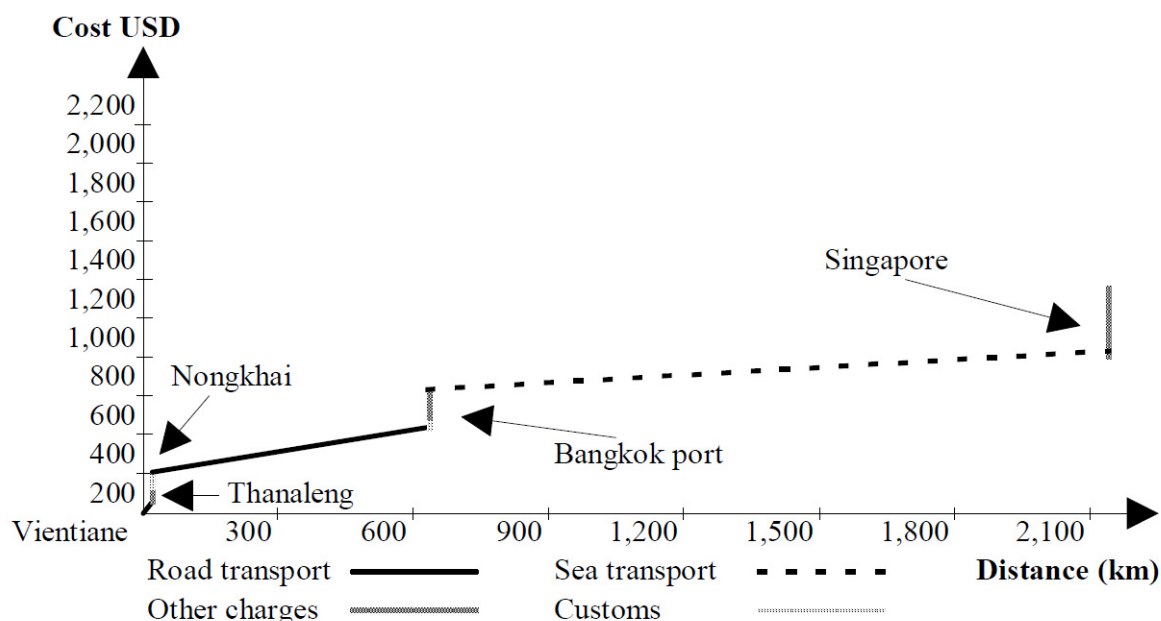 Cost USD
2,200
2,000
1,800
1,600
1,400
Singapore
1,200
1,000
Nongkhai
800
600
Bangkok port
400
200
Thanaleng
Vientiane 300 600 900 1,200 1,500 1,800 2,100
Road transport Sea transport Distance (km)
Other charges Customs